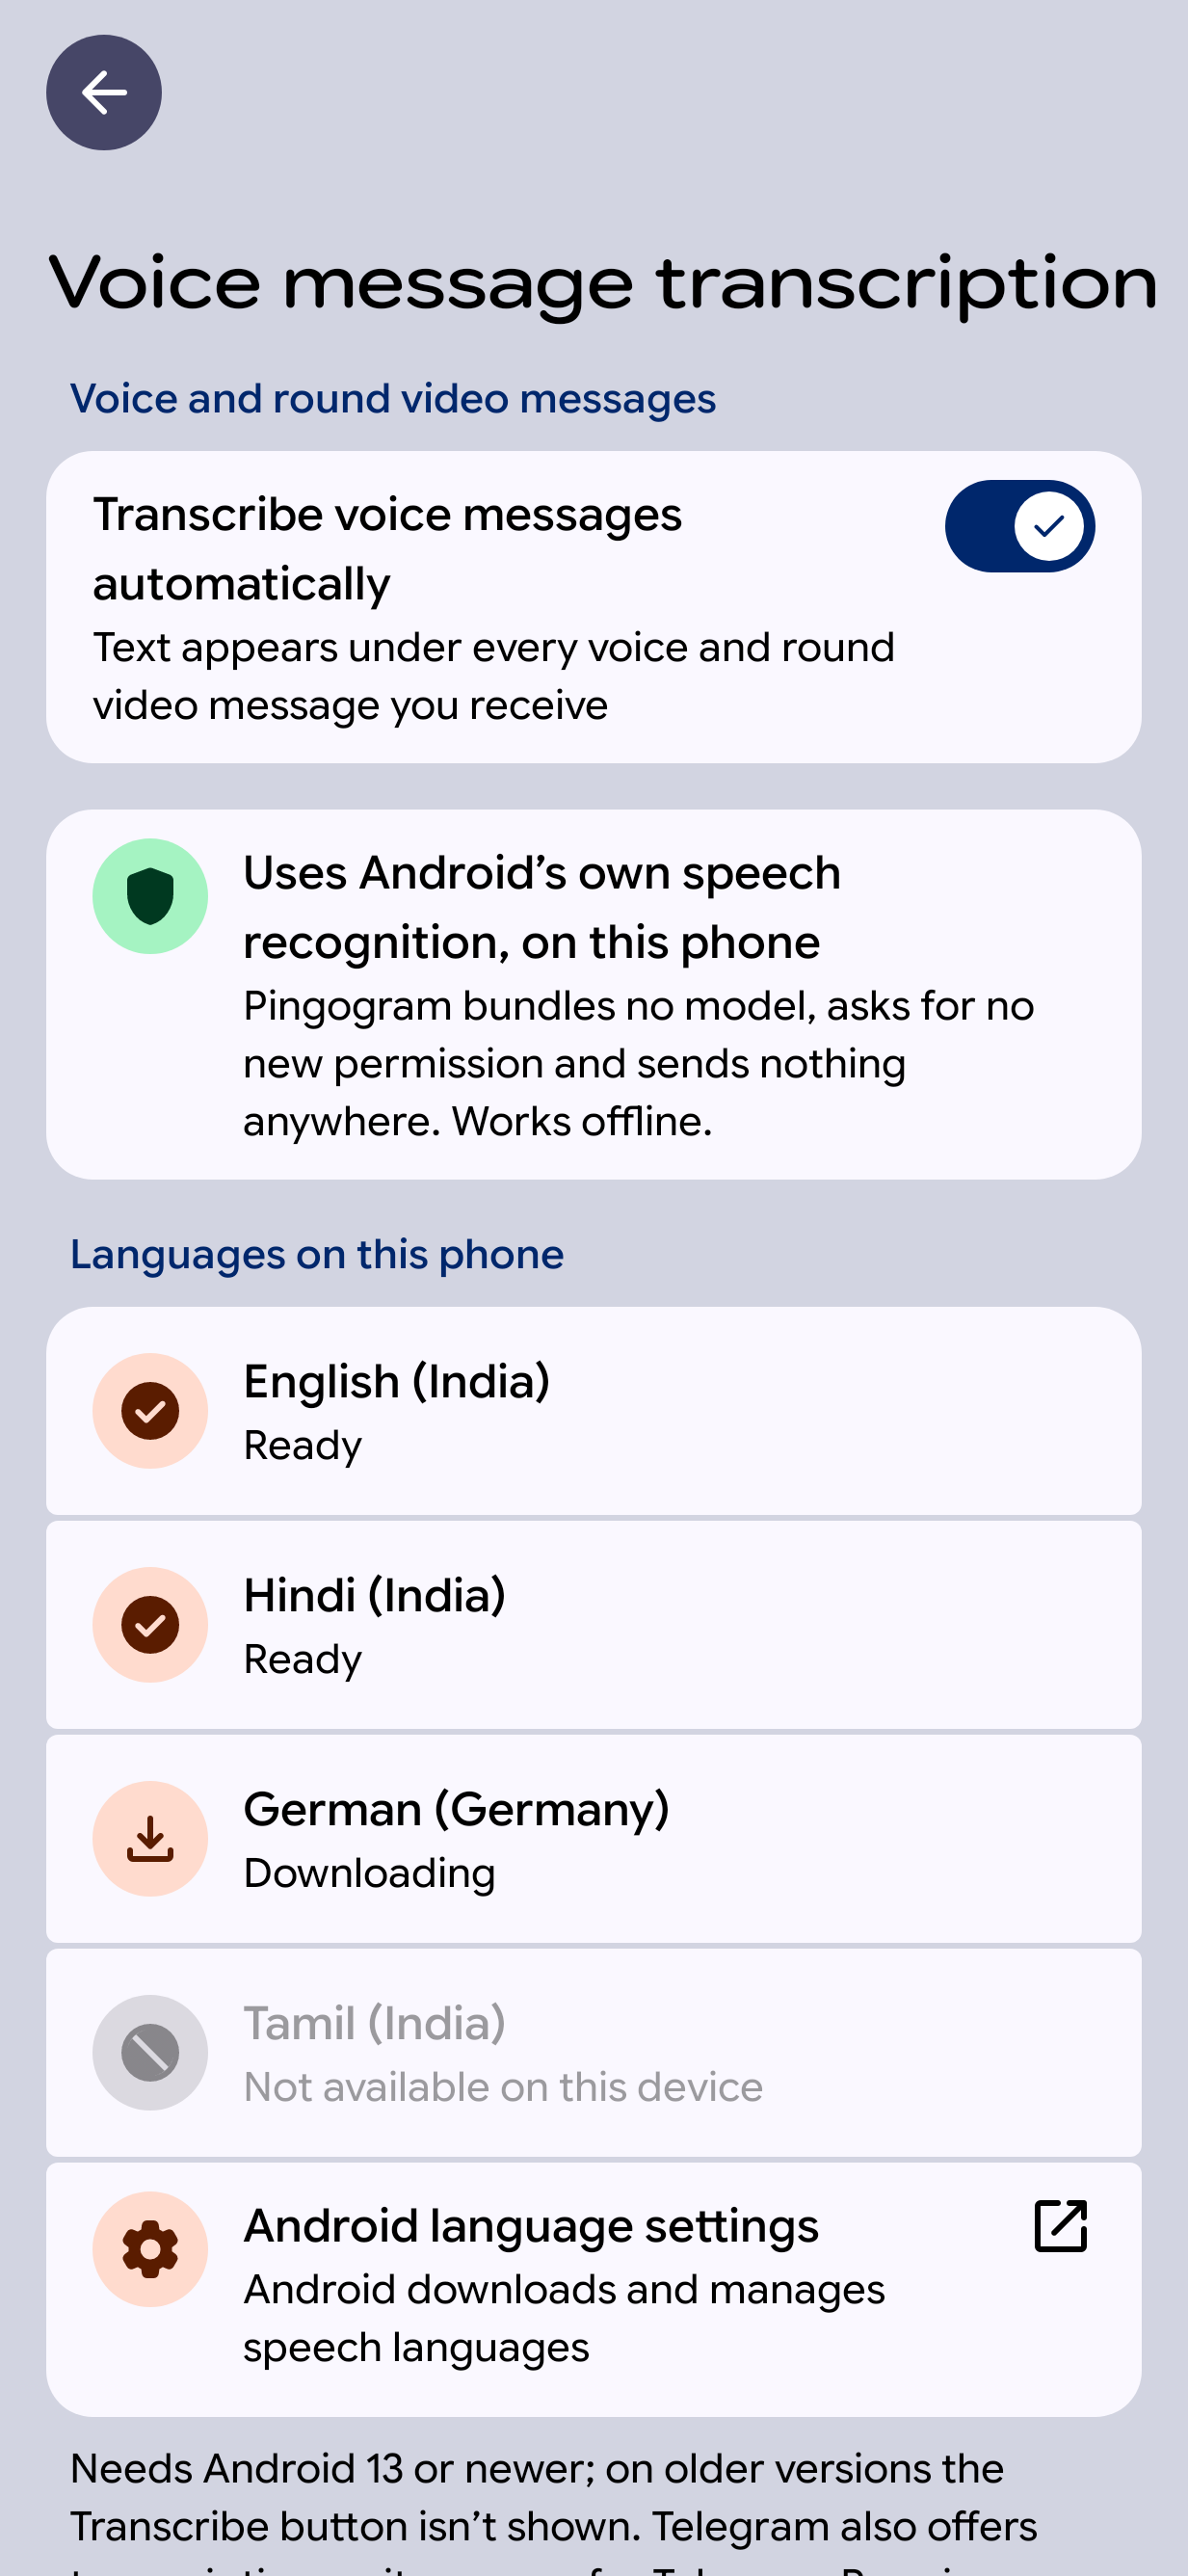 Voice message transcription
Voice and round video messages
Transcribe voice messages
automatically
Text appears under every voice and round
video message you receive
Uses Android’s own speech
recognition, on this phone
Pingogram bundles no model, asks for no
new permission and sends nothing
anywhere. Works offline.
Languages on this phone
English (India)
Ready
Hindi (India)
Ready
German (Germany)
Downloading
Tamil (India)
Not available on this device
Android language settings
Android downloads and manages
speech languages
Needs Android 13 or newer; on older versions the
Transcribe button isn’t shown. Telegram also offers